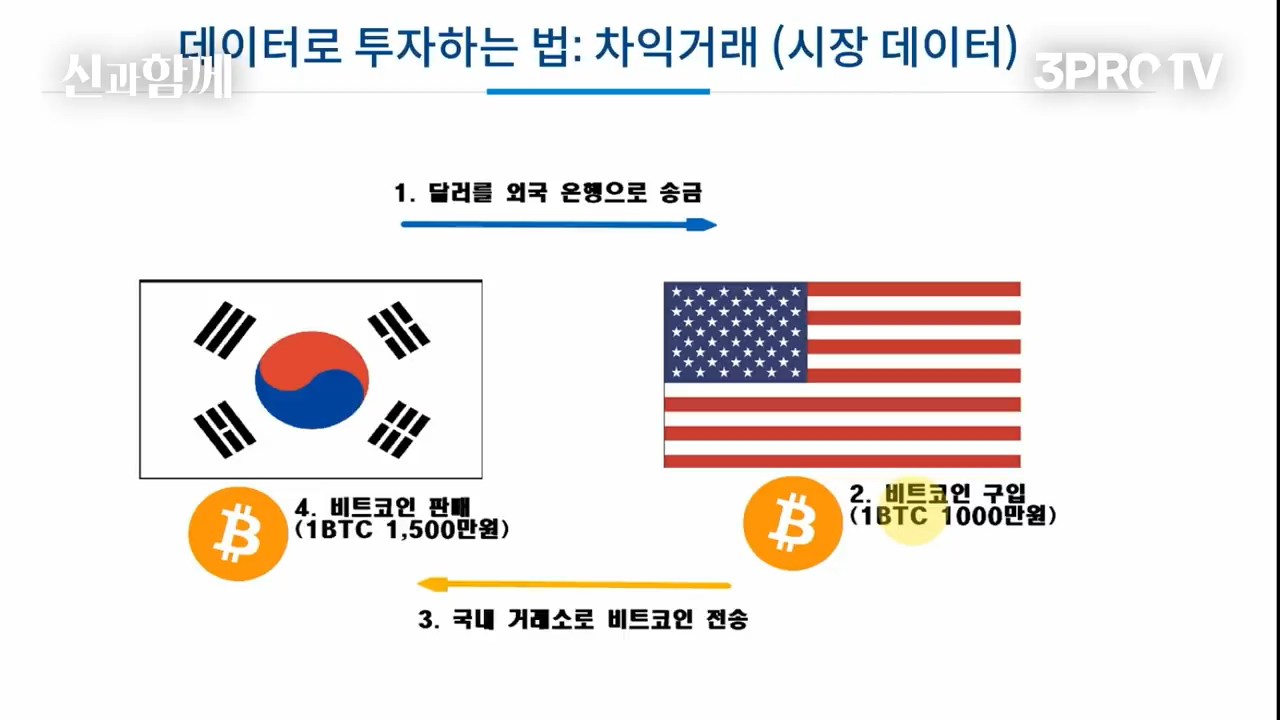 데이터로 투자하는 법: 차익거래 (시장 데이터)
신과함께
3PROTV
1. 달러를 외국 은행으로 송금
4. 비트코인 판매
(1BTC 1,500만원)
2. 비트코인 구입
(1BTC 1000만원)
3. 국내 거래소로 비트코인 전송